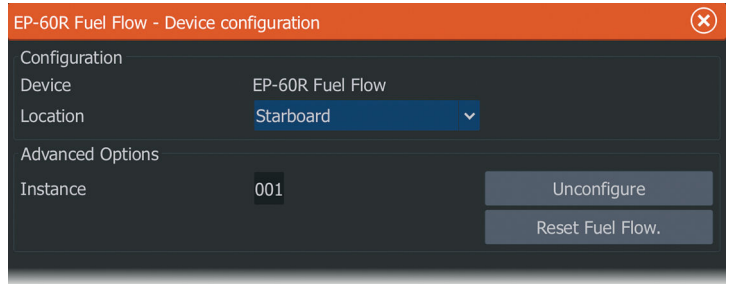 EP-60R Fuel Flow - Device configuration
Configuration
Device EP-60R Fuel Flow
Location Starboard
Advanced Options
Instance 001 Unconfigure
Reset Fuel Flow.